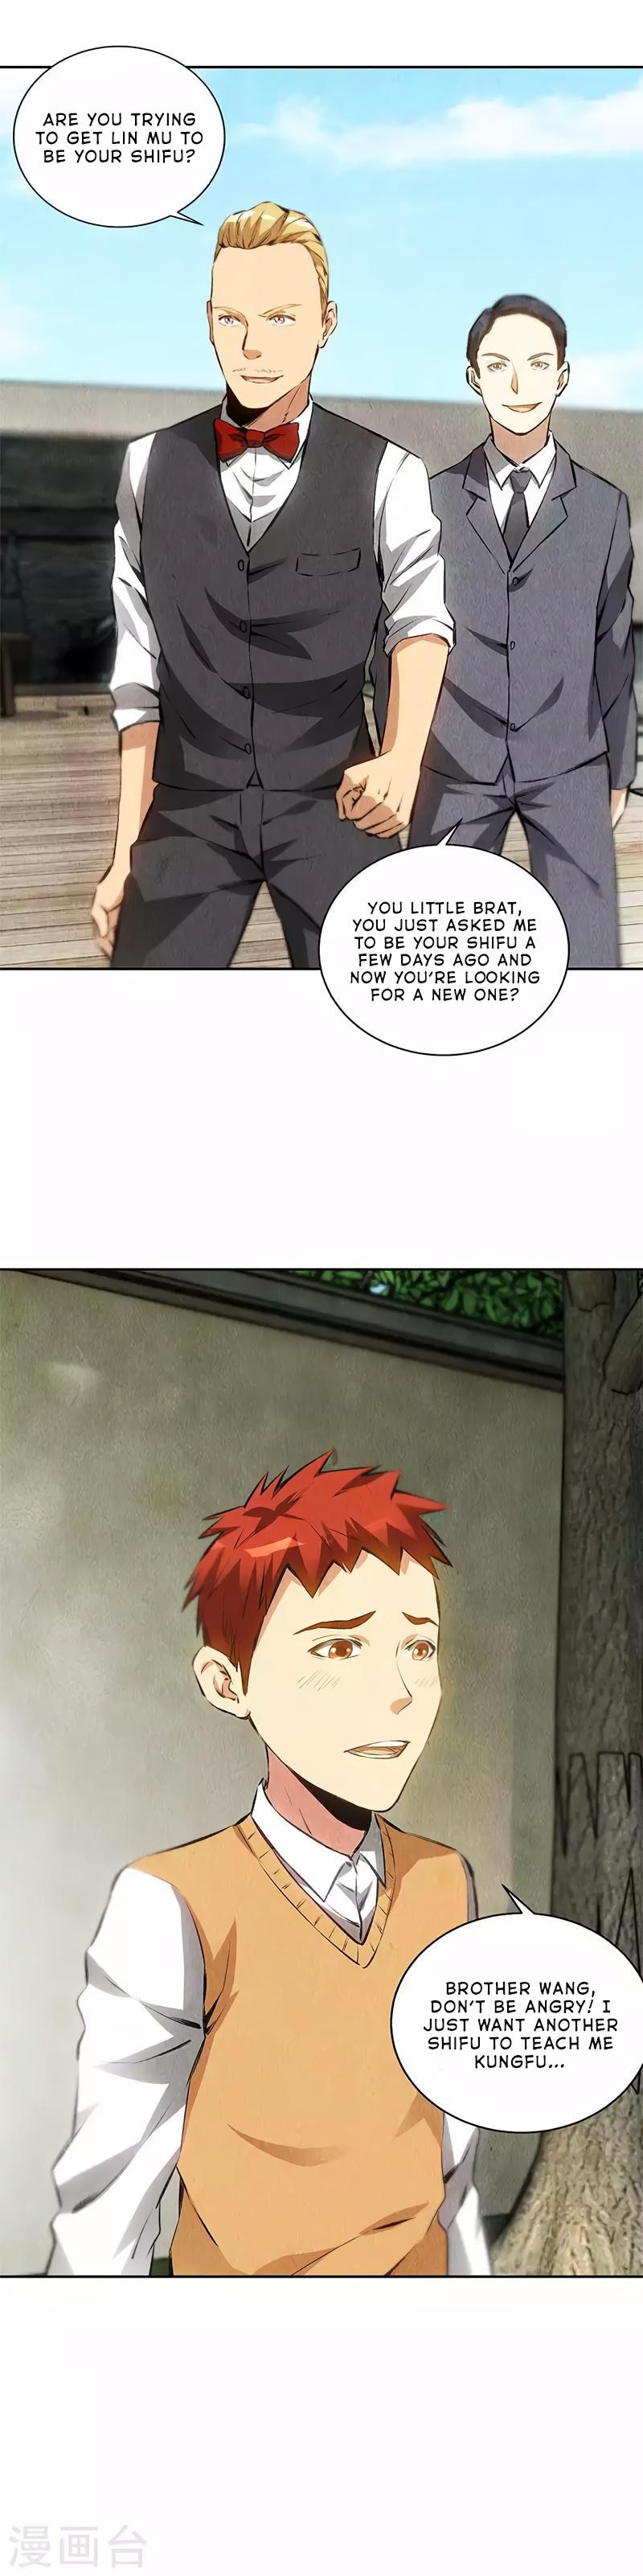 ARE YOU TRYING
TO GET LIN MU TO
BE YOUR SHIFU?
YOU LITTLE BRAT,
YOU JUST ASKED ME
TO BE YOUR SHIFU A
FEW DAYS AGO AND
NOW YOU'RE LOOKING
FOR A NEW ONE?
BROTHER WANG,
DON'T BE ANGRY! I
JUST WANT ANOTHER
SHIFU TO TEACH ME
KUNGFU...
漫画台